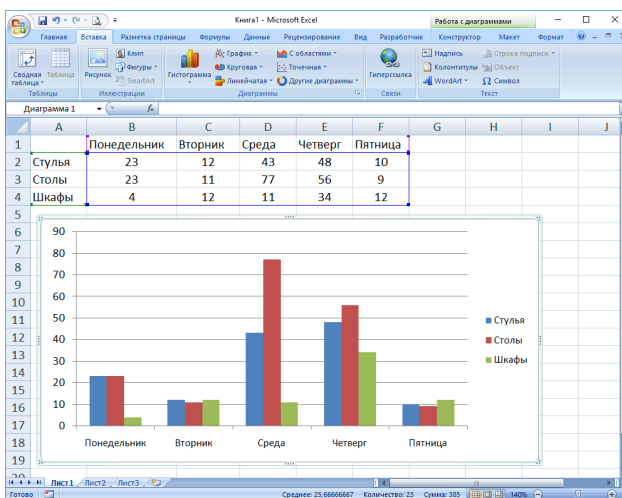 Книга1 - Microsoft Excel Работа с диаграммами
Главная Вставка Разметка страницы Формулы Данные Рецензирование Вид Разработчик Конструктор Макет Формат
Сводная таблица Таблица Рисунок Клип Фигуры SmartArt Гистограмма График Круговая Линейчатая С областями Точечная Другие диаграммы Гиперссылка Надпись Колонтитулы WordArt Строка подписи Объект Символ
Таблицы Иллюстрации Диаграммы Связи Текст
Диаграмма 1 fx
A B C D E F G H I J
1 Понедельник Вторник Среда Четверг Пятница
2 Стулья 23 12 43 48 10
3 Столы 23 11 77 56 9
4 Шкафы 4 12 11 34 12
5
6 90
7 80
8 70
9 60
10
11 50 Стулья
12 40 Столы
13 30 Шкафы
14
15 20
16 10
17 0
18 Понедельник Вторник Среда Четверг Пятница
19
20
Лист1 Лист2 Лист3
Готово Среднее: 25,66666667 Количество: 23 Сумма: 385 140%